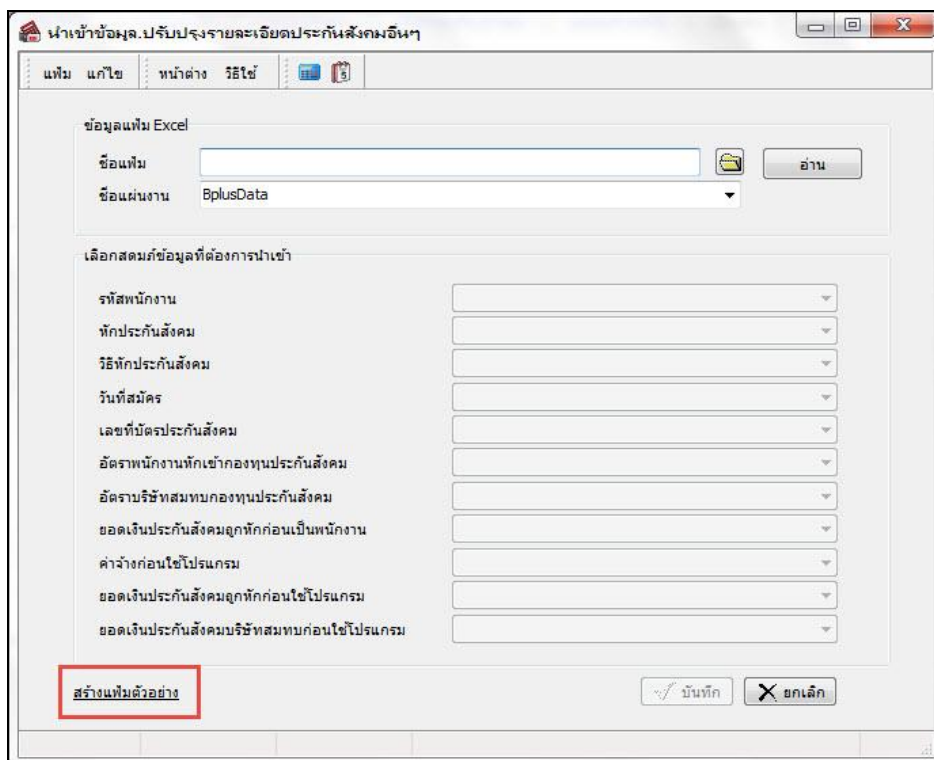 นำเข้าข้อมูล.ปรับปรุงรายละเอียดประกันสังคมอื่นๆ
แฟ้ม แก้ไข หน้าต่าง วิธีใช้
ข้อมูลแฟ้ม Excel
ชื่อแฟ้ม อ่าน
ชื่อแผ่นงาน BplusData
เลือกสดมภ์ข้อมูลที่ต้องการนำเข้า
รหัสพนักงาน
หักประกันสังคม
วิธีหักประกันสังคม
วันที่สมัคร
เลขที่บัตรประกันสังคม
อัตราพนักงานหักเข้ากองทุนประกันสังคม
อัตราบริษัทสมทบกองทุนประกันสังคม
ยอดเงินประกันสังคมถูกหักก่อนเป็นพนักงาน
ค่าจ้างก่อนใช้โปรแกรม
ยอดเงินประกันสังคมถูกหักก่อนใช้โปรแกรม
ยอดเงินประกันสังคมบริษัทสมทบก่อนใช้โปรแกรม
สร้างแฟ้มตัวอย่าง บันทึก ยกเลิก